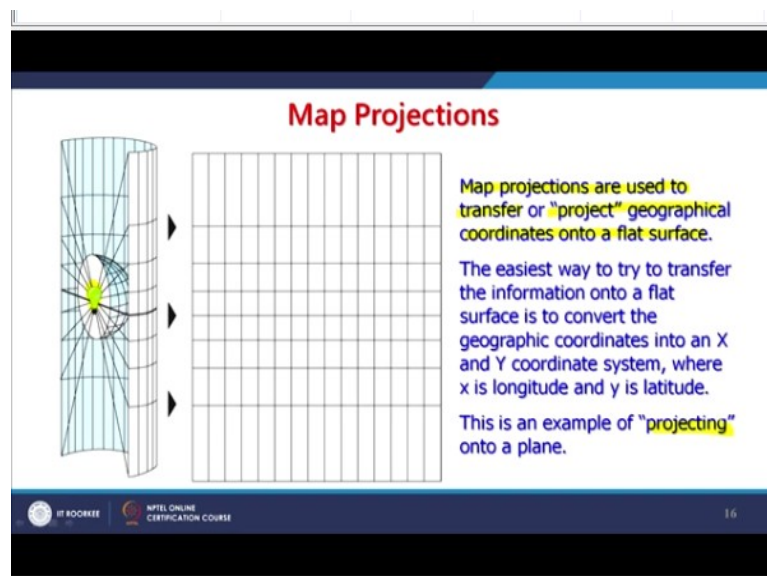 Map Projections
Map projections are used to
transfer or “project” geographical
coordinates onto a flat surface.
The easiest way to try to transfer
the information onto a flat
surface is to convert the
geographic coordinates into an X
and Y coordinate system, where
x is longitude and y is latitude.
This is an example of “projecting”
onto a plane.
IIT ROORKEE
NPTEL ONLINE
CERTIFICATION COURSE
16